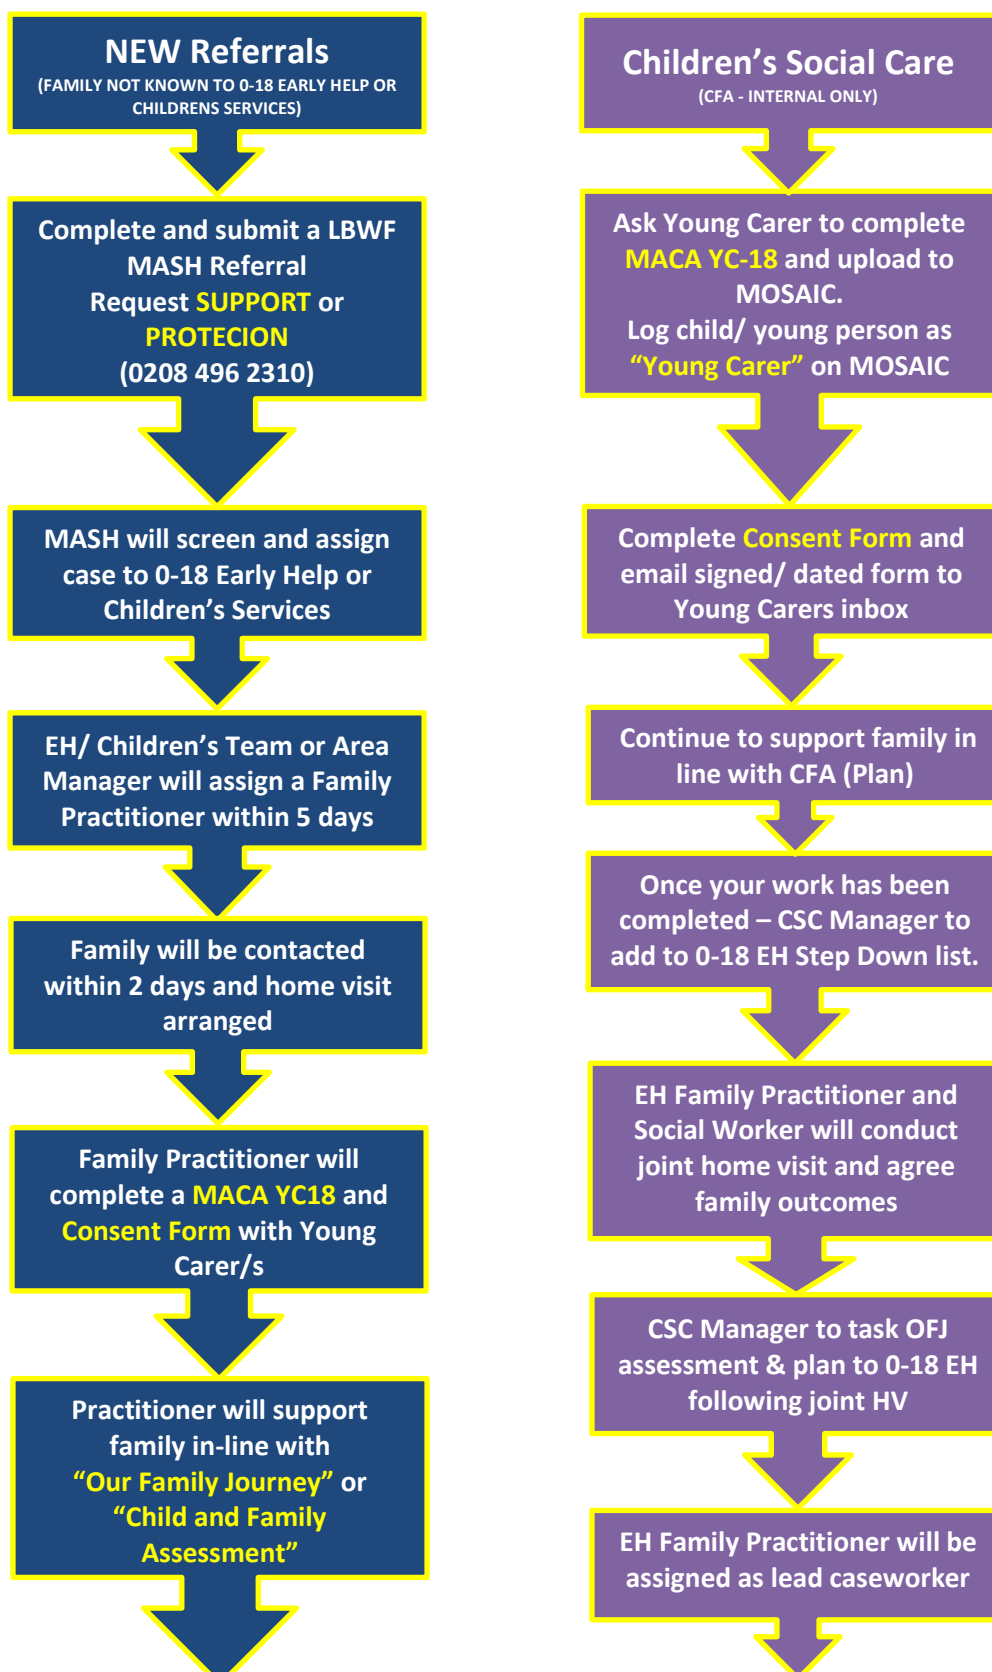 NEW Referrals
(FAMILY NOT KNOWN TO 0-18 EARLY HELP OR
CHILDRENS SERVICES)
Complete and submit a LBWF
MASH Referral
Request SUPPORT or
PROTECION
(0208 496 2310)
MASH will screen and assign
case to 0-18 Early Help or
Children’s Services
EH/ Children’s Team or Area
Manager will assign a Family
Practitioner within 5 days
Family will be contacted
within 2 days and home visit
arranged
Family Practitioner will
complete a MACA YC18 and
Consent Form with Young
Carer/s
Practitioner will support
family in-line with
“Our Family Journey” or
“Child and Family
Assessment”
Children’s Social Care
(CFA - INTERNAL ONLY)
Ask Young Carer to complete
MACA YC-18 and upload to
MOSAIC.
Log child/ young person as
“Young Carer” on MOSAIC
Complete Consent Form and
email signed/ dated form to
Young Carers inbox
Continue to support family in
line with CFA (Plan)
Once your work has been
completed – CSC Manager to
add to 0-18 EH Step Down list.
EH Family Practitioner and
Social Worker will conduct
joint home visit and agree
family outcomes
CSC Manager to task OFJ
assessment & plan to 0-18 EH
following joint HV
EH Family Practitioner will be
assigned as lead caseworker